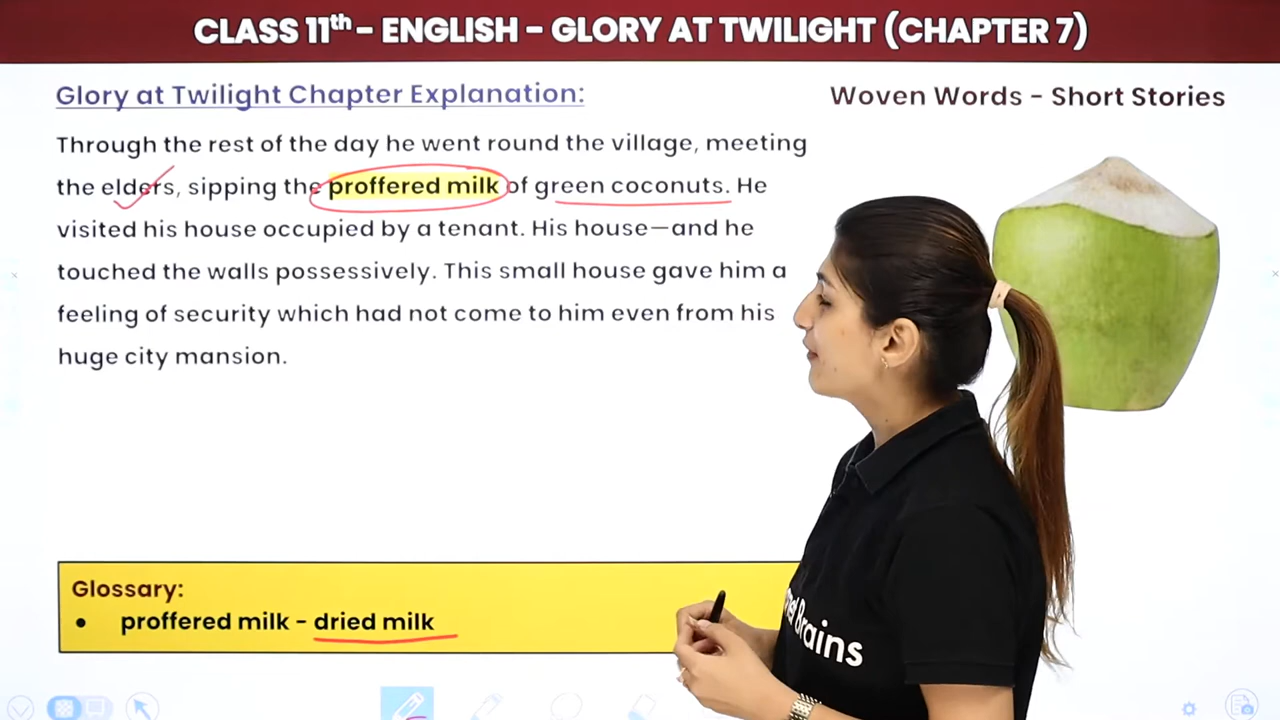 CLASS 11th - ENGLISH - GLORY AT TWILIGHT (CHAPTER 7)
Glory at Twilight Chapter Explanation:
Woven Words - Short Stories
Through the rest of the day he went round the village, meeting
the elders, sipping the proffered milk of green coconuts. He
visited his house occupied by a tenant. His house—and he
touched the walls possessively. This small house gave him a
feeling of security which had not come to him even from his
huge city mansion.
Glossary:
• proffered milk - dried milk
Brains